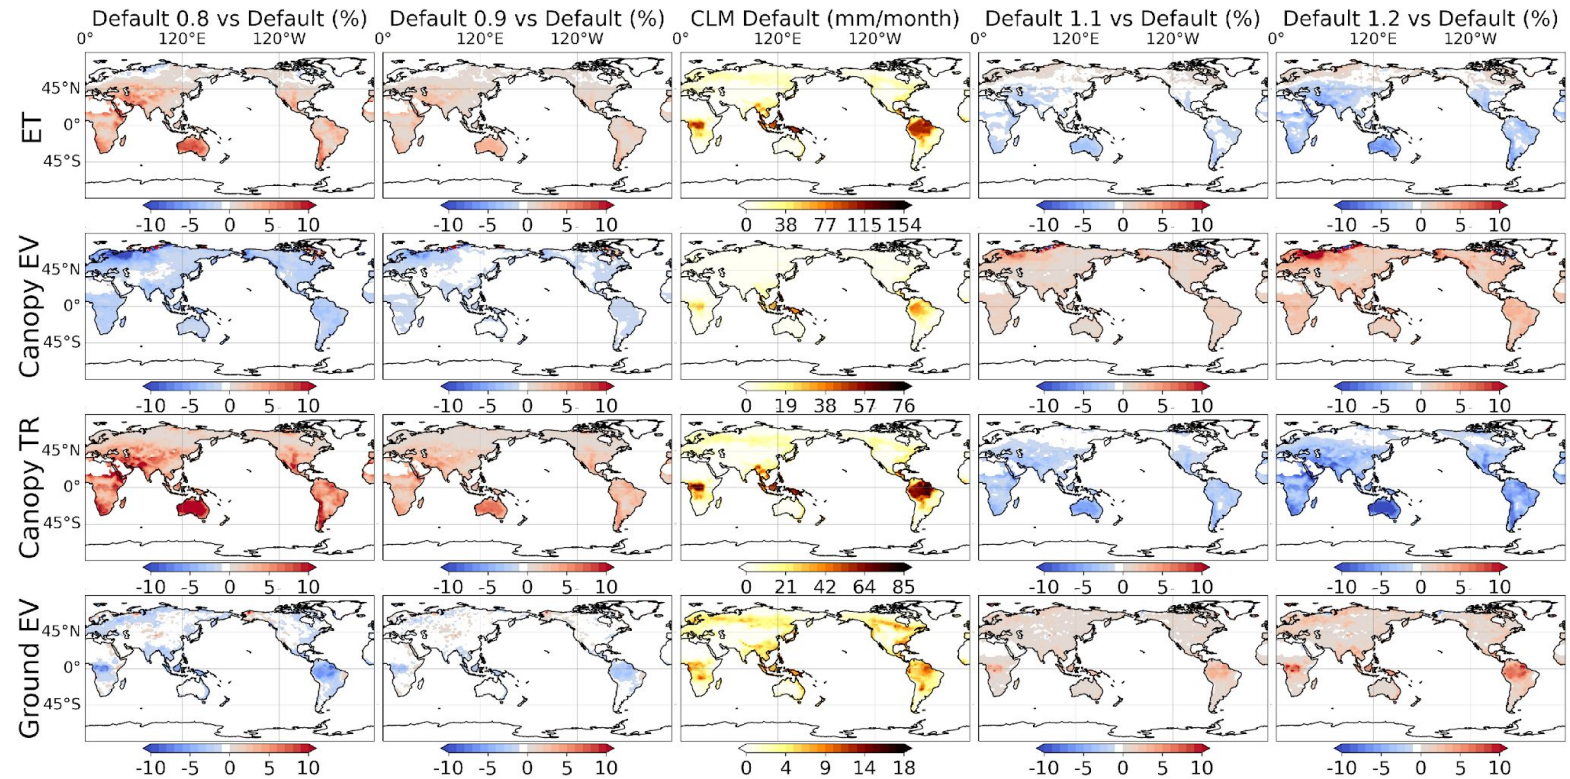 Default 0.8 vs Default (%) Default 0.9 vs Default (%) CLM Default (mm/month) Default 1.1 vs Default (%) Default 1.2 vs Default (%)
0° 120°E 120°W 0° 120°E 120°W 0° 120°E 120°W 0° 120°E 120°W 0° 120°E 120°W
ET
45°N
0°
45°S
-10 -5 0 5 10 -10 -5 0 5 10 0 38 77 115 154 -10 -5 0 5 10 -10 -5 0 5 10
Canopy EV
45°N
0°
45°S
-10 -5 0 5 10 -10 -5 0 5 10 0 19 38 57 76 -10 -5 0 5 10 -10 -5 0 5 10
Canopy TR
45°N
0°
45°S
-10 -5 0 5 10 -10 -5 0 5 10 0 21 42 64 85 -10 -5 0 5 10 -10 -5 0 5 10
Ground EV
45°N
0°
45°S
-10 -5 0 5 10 -10 -5 0 5 10 0 4 9 14 18 -10 -5 0 5 10 -10 -5 0 5 10